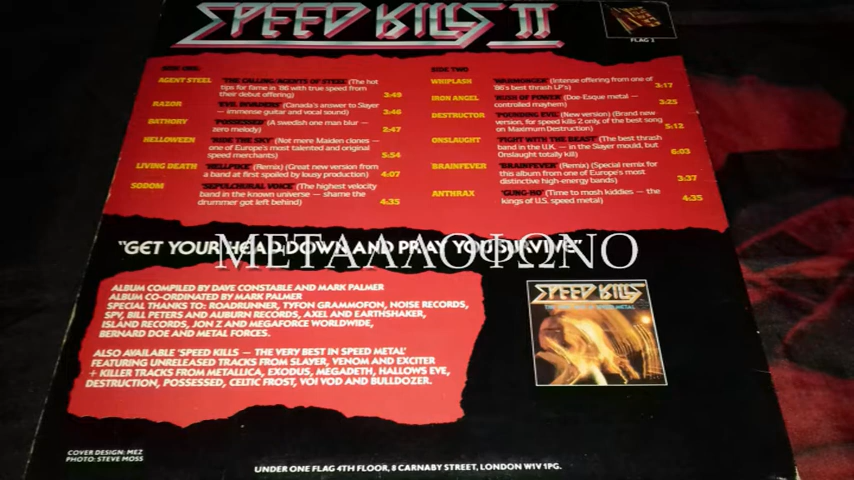 SPEED KILLS II
FLAG 2
SIDE ONE:
AGENT STEEL 'THE CALLING/AGENTS OF STEEL' (The hot
tips for fame in '86 with true speed from
their debut offering) 3:49
RAZOR 'EVIL INVADERS' (Canada's answer to Slayer
— immense guitar and vocal sound) 3:46
BATHORY 'POSSESSED' (A swedish one man blur —
zero melody) 2:47
HELLOWEEN 'RIDE THE SKY' (Not mere Maiden clones —
one of Europe's most talented and original
speed merchants) 5:54
LIVING DEATH 'HELLPIKE' (Remix) (Great new version from
a band at first spoiled by lousy production) 4:07
SODOM 'SEPULCHURAL VOICE' (The highest velocity
band in the known universe — shame the
drummer got left behind) 4:35
SIDE TWO
WHIPLASH 'WARMONGER' (Intense offering from one of
'86's best thrash LP's) 3:17
IRON ANGEL 'RUSH OF POWER' (Doe-Esque metal —
controlled mayhem) 3:25
DESTRUCTOR 'POUNDING EVIL' (New version) (Brand new
version, for speed kills 2 only, of the best song
on Maximum Destruction) 5:12
ONSLAUGHT 'FIGHT WITH THE BEAST' (The best thrash
band in the U.K. — in the Slayer mould, but
Onslaught totally kill) 6:03
BRAINFEVER 'BRAINFEVER' (Remix) (Special remix for
this album from one of Europe's most
distinctive high-energy bands) 3:37
ANTHRAX 'GUNG-HO' (Time to mosh kiddies — the
kings of U.S. speed metal) 4:35
"GET YOUR HEAD DOWN AND PRAY YOU SURVIVE"
ΜΕΤΑΛΛΟΦΩΝΟ
ALBUM COMPILED BY DAVE CONSTABLE AND MARK PALMER
ALBUM CO-ORDINATED BY MARK PALMER
SPECIAL THANKS TO: ROADRUNNER, TYFON GRAMMOFON, NOISE RECORDS,
SPV, BILL PETERS AND AUBURN RECORDS, AXEL AND EARTHSHAKER,
ISLAND RECORDS, JON Z AND MEGAFORCE WORLDWIDE,
BERNARD DOE AND METAL FORCES.
ALSO AVAILABLE 'SPEED KILLS — THE VERY BEST IN SPEED METAL'
FEATURING UNRELEASED TRACKS FROM SLAYER, VENOM AND EXCITER
+ KILLER TRACKS FROM METALLICA, EXODUS, MEGADETH, HALLOWS EVE,
DESTRUCTION, POSSESSED, CELTIC FROST, VOI VOD AND BULLDOZER.
SPEED KILLS
THE VERY BEST IN SPEED METAL
COVER DESIGN: MEZ
PHOTO: STEVE MOSS
UNDER ONE FLAG 4TH FLOOR, 8 CARNABY STREET, LONDON W1V 1PG.